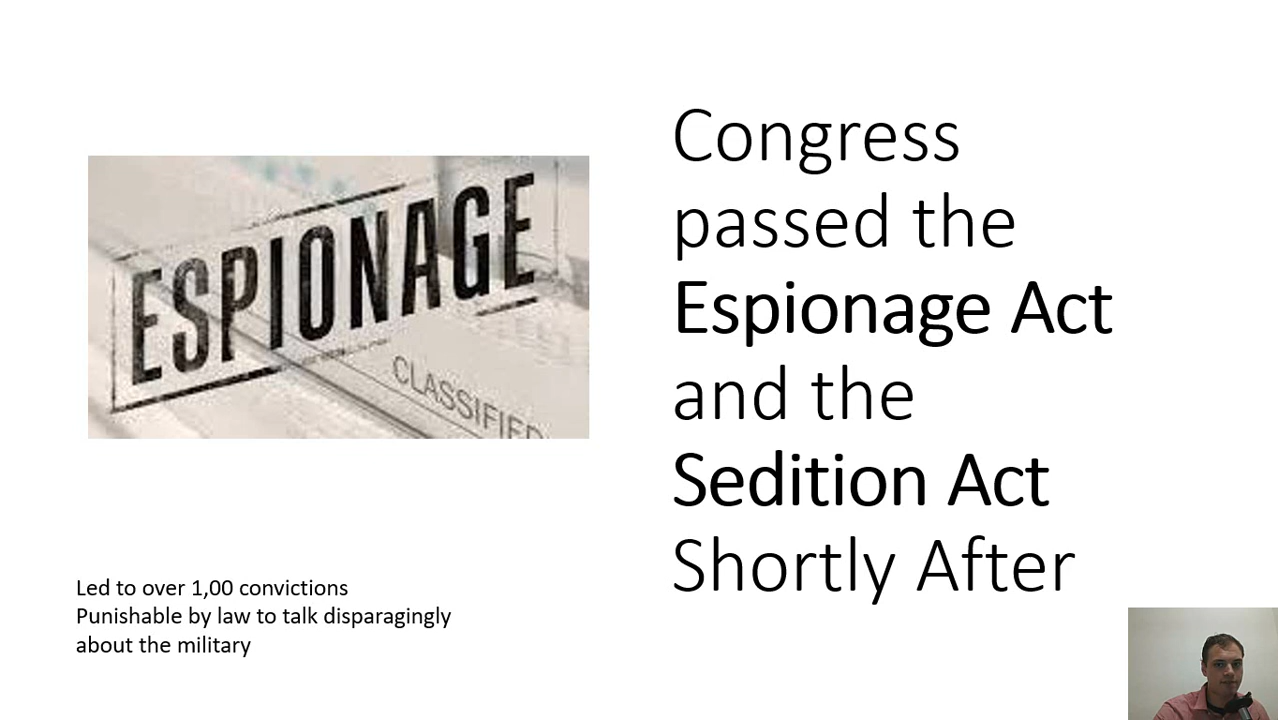 ESPIONAGE
CLASSIFIED
Congress
passed the
Espionage Act
and the
Sedition Act
Shortly After
Led to over 1,00 convictions
Punishable by law to talk disparagingly
about the military